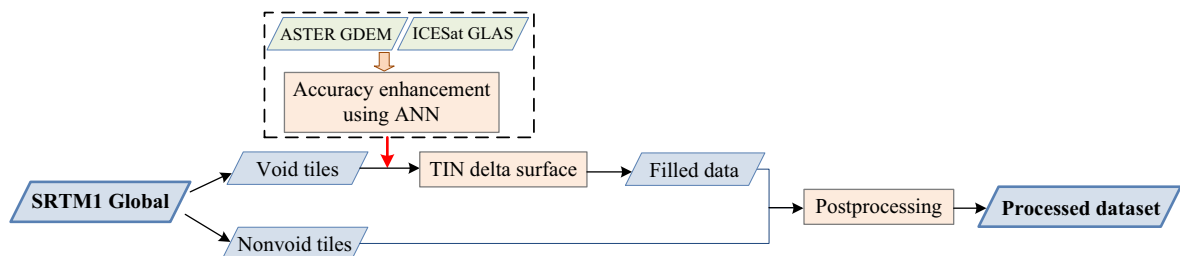 ASTER GDEM
ICESat GLAS
Accuracy enhancement
using ANN
Void tiles
TIN delta surface
Filled data
SRTM1 Global
Postprocessing
Processed dataset
Nonvoid tiles